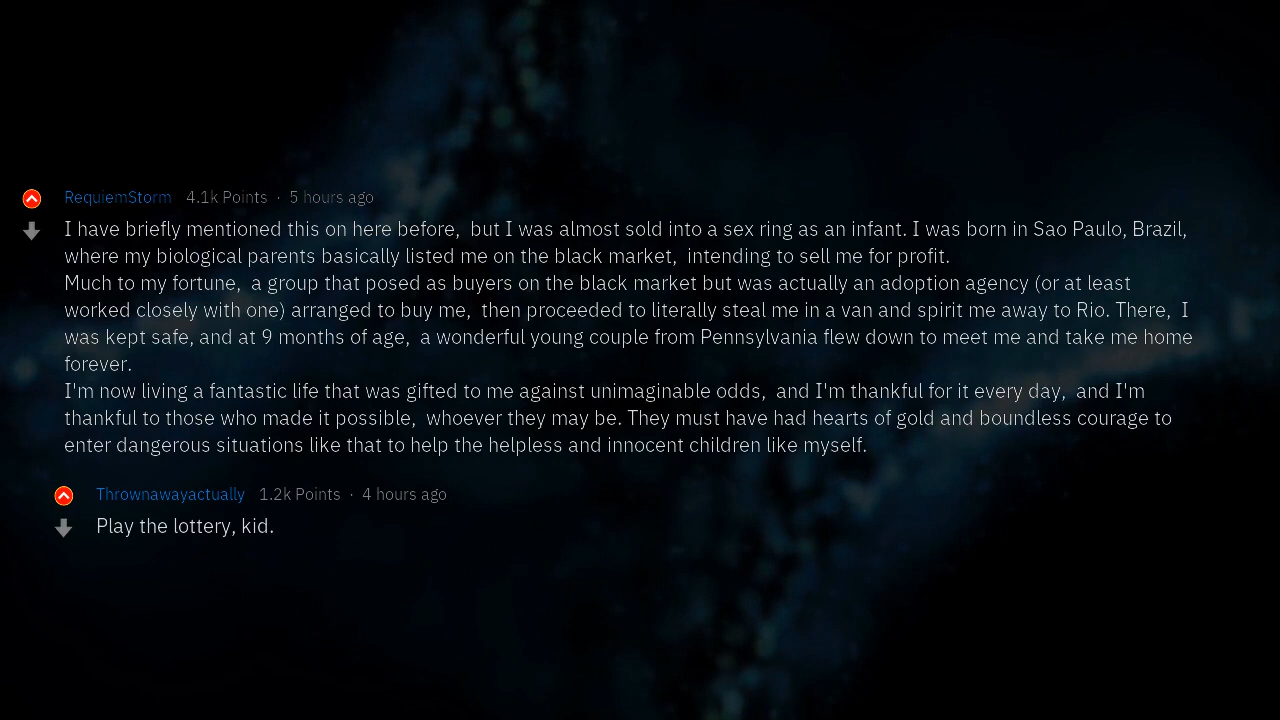 RequiemStorm 4.1k Points · 5 hours ago
I have briefly mentioned this on here before,  but I was almost sold into a sex ring as an infant. I was born in Sao Paulo, Brazil,
where my biological parents basically listed me on the black market,  intending to sell me for profit.
Much to my fortune,  a group that posed as buyers on the black market but was actually an adoption agency (or at least
worked closely with one) arranged to buy me,  then proceeded to literally steal me in a van and spirit me away to Rio. There,  I
was kept safe, and at 9 months of age,  a wonderful young couple from Pennsylvania flew down to meet me and take me home
forever.
I'm now living a fantastic life that was gifted to me against unimaginable odds,  and I'm thankful for it every day,  and I'm
thankful to those who made it possible,  whoever they may be. They must have had hearts of gold and boundless courage to
enter dangerous situations like that to help the helpless and innocent children like myself.
Thrownawayactually 1.2k Points · 4 hours ago
Play the lottery, kid.